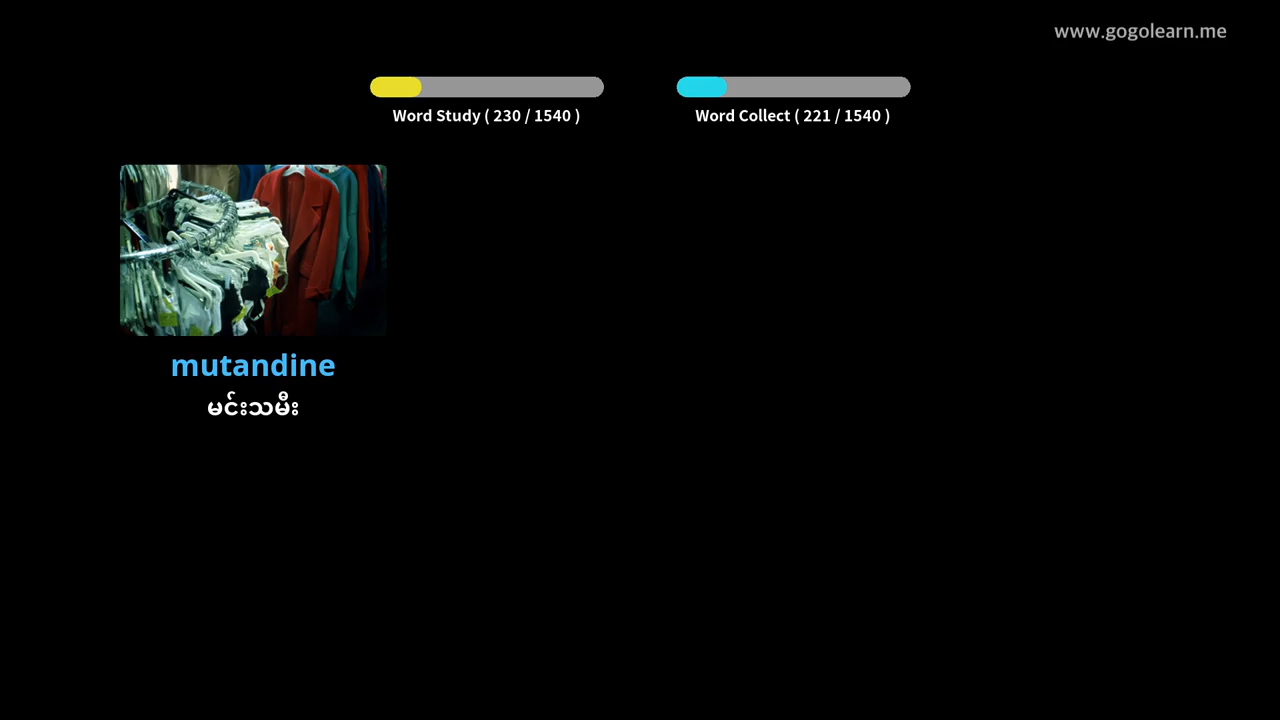 www.gogolearn.me
Word Study ( 230 / 1540 )
Word Collect ( 221 / 1540 )
mutandine
မင်းသမီး